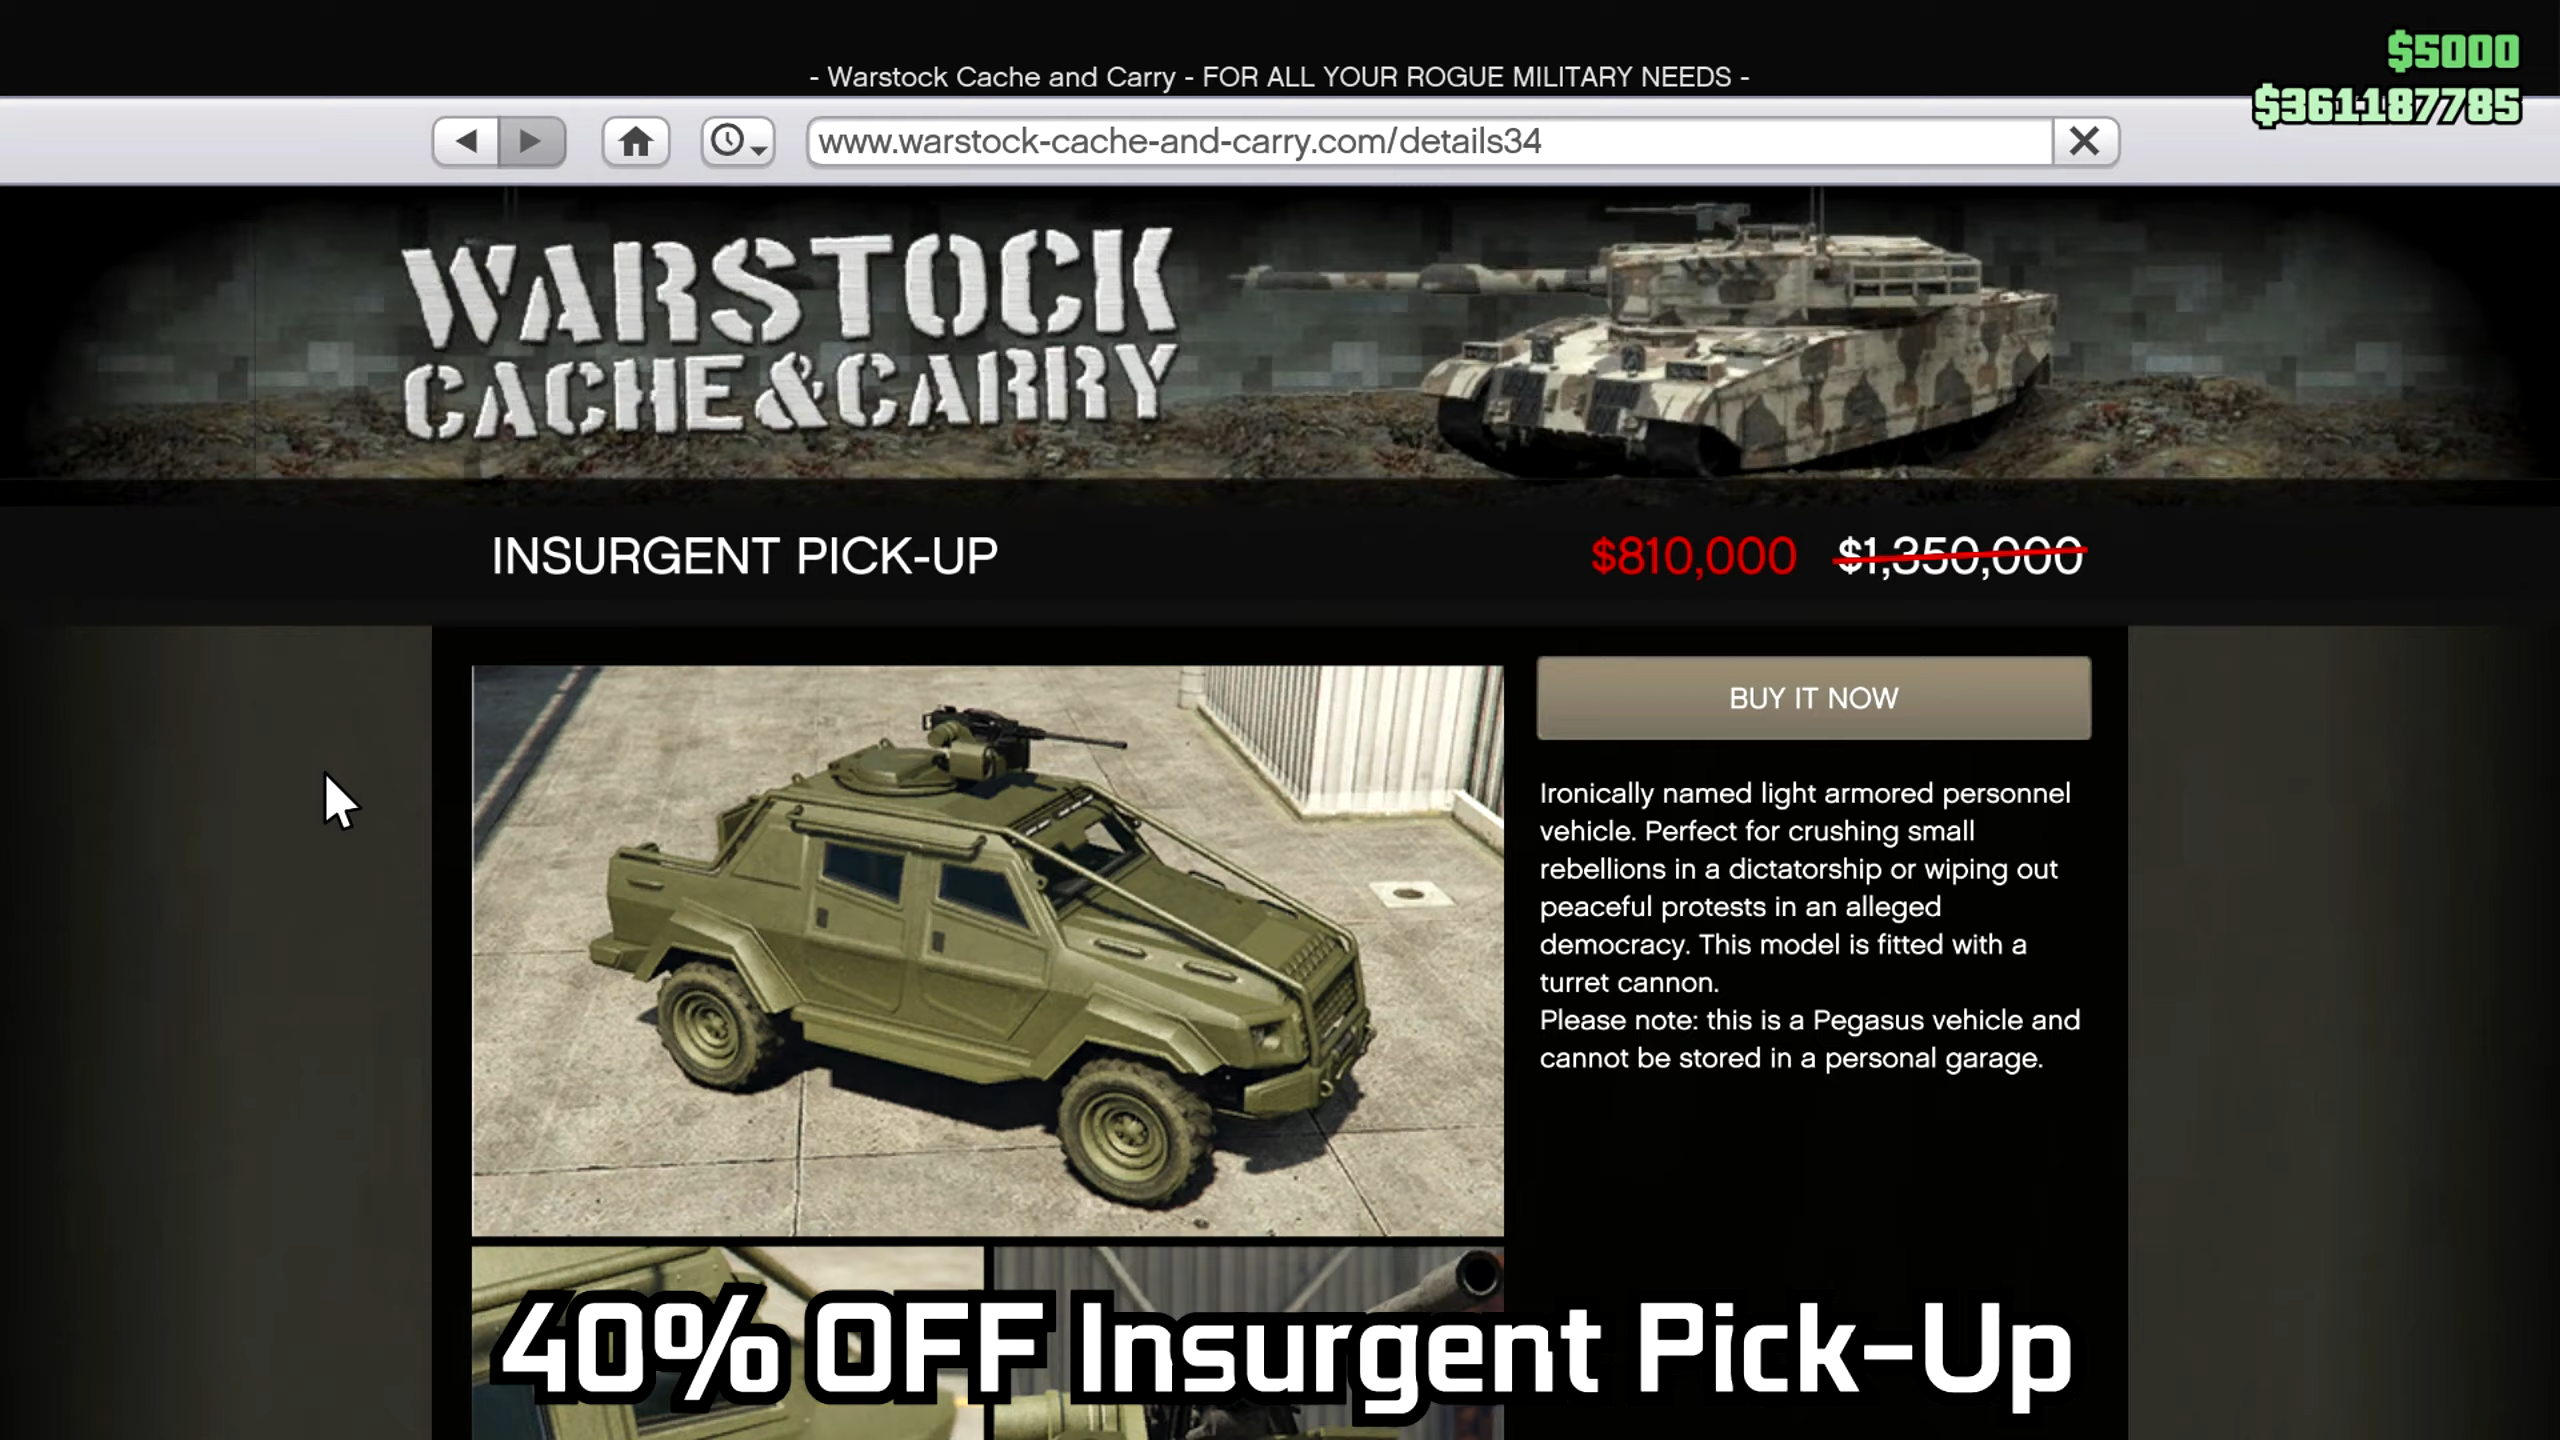 - Warstock Cache and Carry - FOR ALL YOUR ROGUE MILITARY NEEDS -
$5000
$361187785
www.warstock-cache-and-carry.com/details34
WARSTOCK
CACHE&CARRY
INSURGENT PICK-UP
$810,000 $1,350,000
BUY IT NOW
Ironically named light armored personnel
vehicle. Perfect for crushing small
rebellions in a dictatorship or wiping out
peaceful protests in an alleged
democracy. This model is fitted with a
turret cannon.
Please note: this is a Pegasus vehicle and
cannot be stored in a personal garage.
40% OFF Insurgent Pick-Up